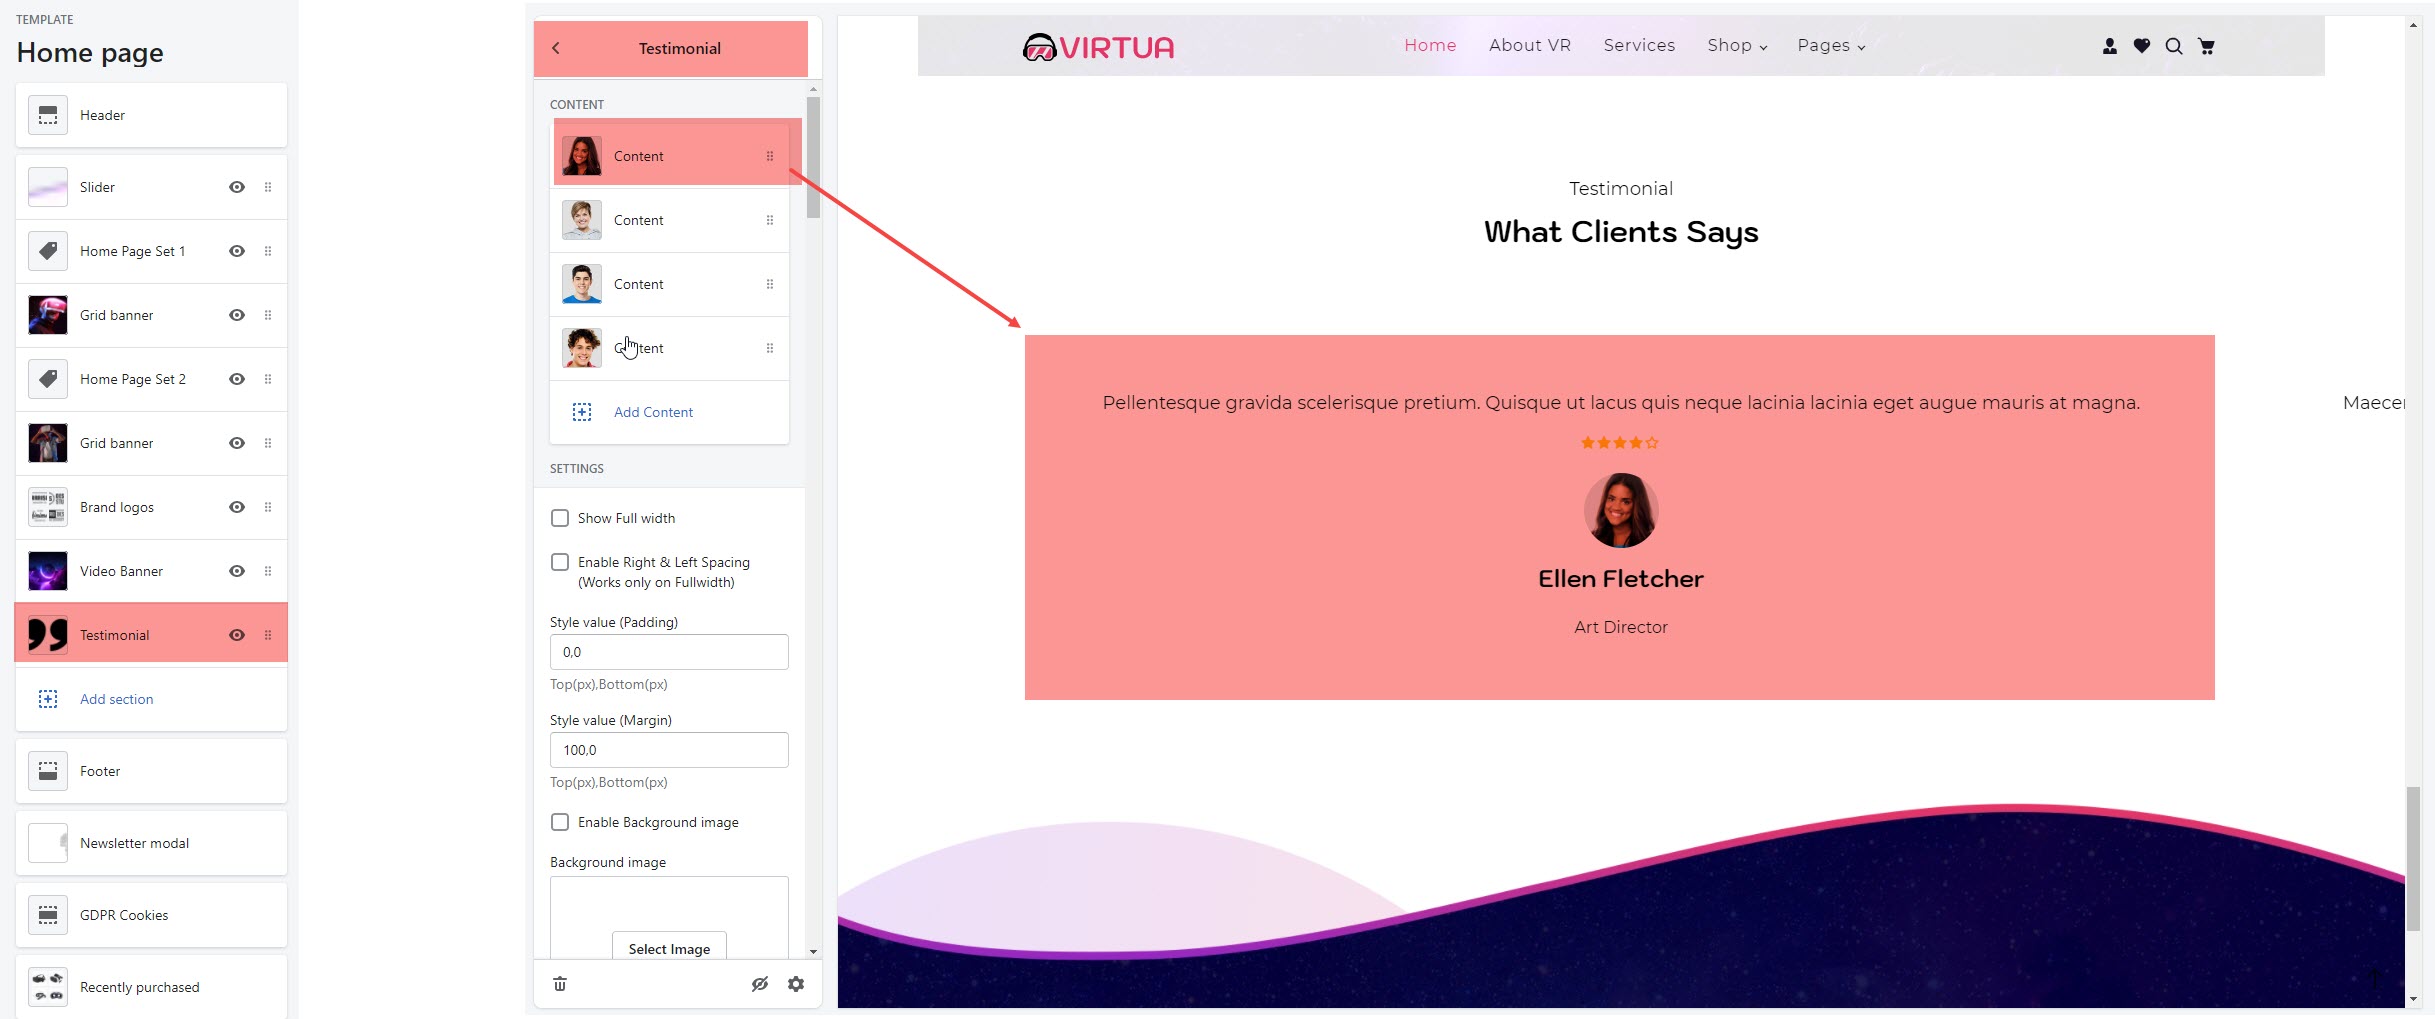 TEMPLATE
Home page
Header
Slider
Home Page Set 1
Grid banner
Home Page Set 2
Grid banner
Brand logos
Video Banner
Testimonial
Add section
Footer
Newsletter modal
GDPR Cookies
Recently purchased
Testimonial
CONTENT
Content
Content
Content
Content
Add Content
SETTINGS
Show Full width
Enable Right & Left Spacing
(Works only on Fullwidth)
Style value (Padding)
0,0
Top(px),Bottom(px)
Style value (Margin)
100,0
Top(px),Bottom(px)
Enable Background image
Background image
Select Image
VIRTUA
Home About VR Services Shop Pages
Testimonial
What Clients Says
Pellentesque gravida scelerisque pretium. Quisque ut lacus quis neque lacinia lacinia eget augue mauris at magna.
Ellen Fletcher
Art Director